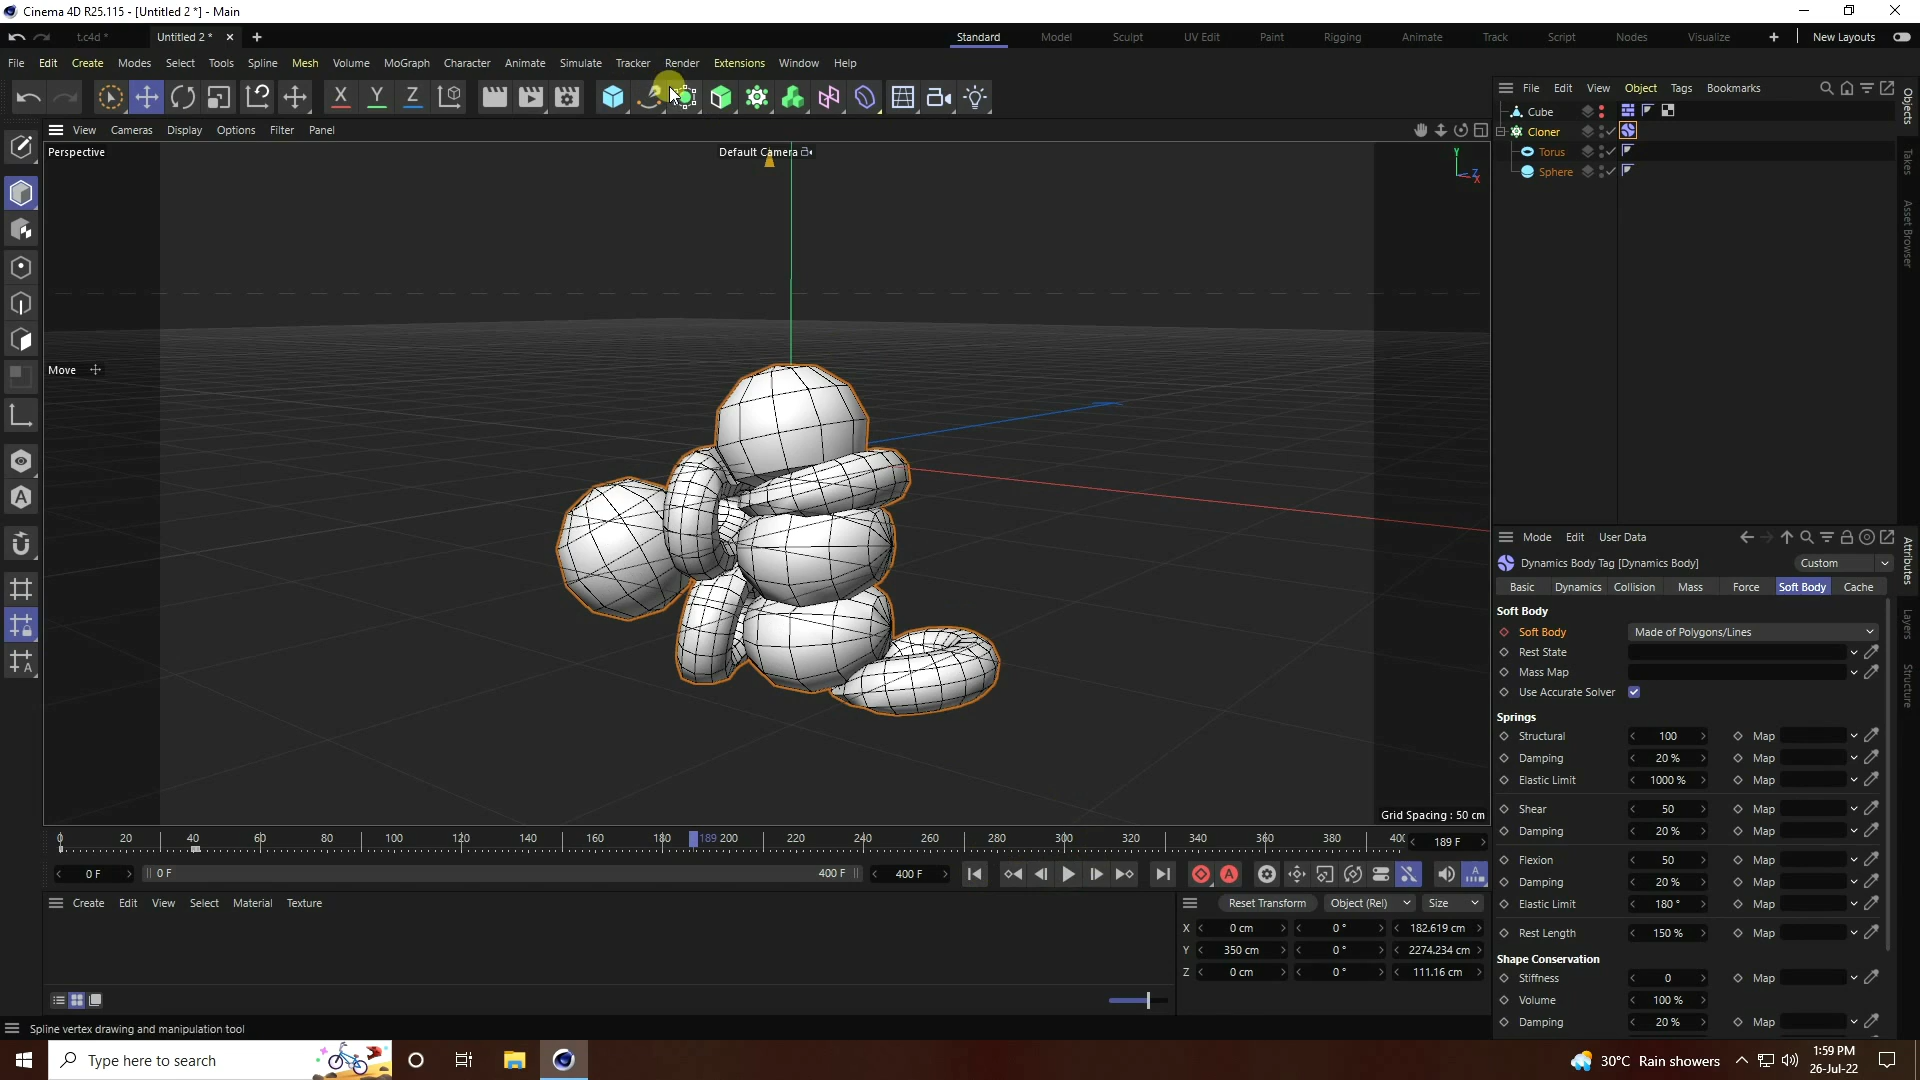 Cinema 4D R25.115 - [Untitled 2 *] - Main
t.c4d *
Untitled 2 *
Standard
Model
Sculpt
UV Edit
Paint
Rigging
Animate
Track
Script
Nodes
Visualize
New Layouts
File Edit Create Modes Select Tools Spline Mesh Volume MoGraph Character Animate Simulate Tracker Render Extensions Window Help
X Y Z
File Edit View Object Tags Bookmarks
Cube
Cloner
Torus
Sphere
Objects
Takes
Asset Browser
View Cameras Display Options Filter Panel
Perspective
Default Camera
Y
Z
X
Move
Grid Spacing : 50 cm
Mode Edit User Data
Dynamics Body Tag [Dynamics Body]
Custom
Basic Dynamics Collision Mass Force Soft Body Cache
Attributes
Layers
Structure
Soft Body
Soft Body Made of Polygons/Lines
Rest State
Mass Map
Use Accurate Solver
Springs
Structural 100 Map
Damping 20 % Map
Elastic Limit 1000 % Map
Shear 50 Map
Damping 20 % Map
Flexion 50 Map
Damping 20 % Map
Elastic Limit 180 ° Map
Rest Length 150 % Map
Shape Conservation
Stiffness 0 Map
Volume 100 %
Damping 20 % Map
0 20 40 60 80 100 120 140 160 180 189 200 220 240 260 280 300 320 340 360 380 40
189 F
0 F
0 F
400 F
400 F
Create Edit View Select Material Texture
Reset Transform Object (Rel) Size
X 0 cm 0 ° 182.619 cm
Y 350 cm 0 ° 2274.234 cm
Z 0 cm 0 ° 111.16 cm
Spline vertex drawing and manipulation tool
Type here to search
30°C Rain showers
1:59 PM
26-Jul-22